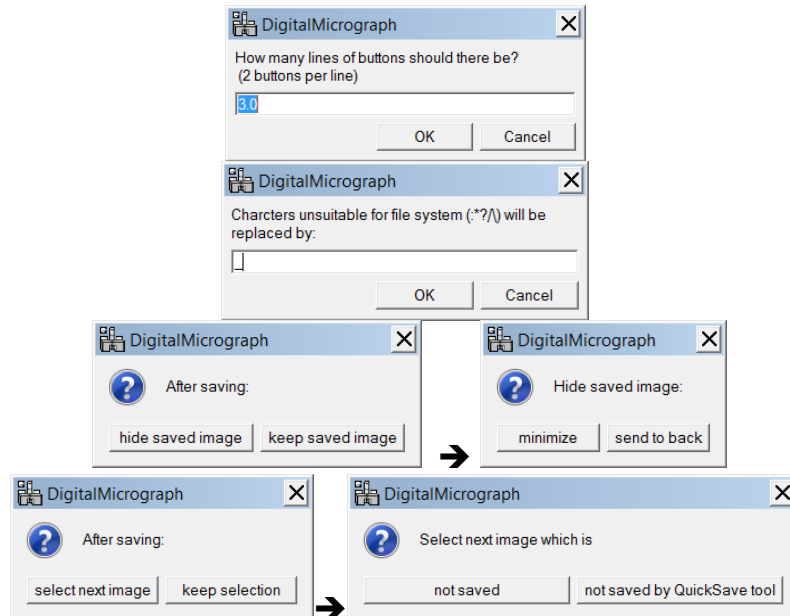 DigitalMicrograph
How many lines of buttons should there be?
(2 buttons per line)
3.0
OK Cancel
DigitalMicrograph
Charcters unsuitable for file system (:*?/\) will be
replaced by:
_
OK Cancel
DigitalMicrograph
After saving:
hide saved image keep saved image
DigitalMicrograph
Hide saved image:
minimize send to back
DigitalMicrograph
After saving:
select next image keep selection
DigitalMicrograph
Select next image which is
not saved not saved by QuickSave tool